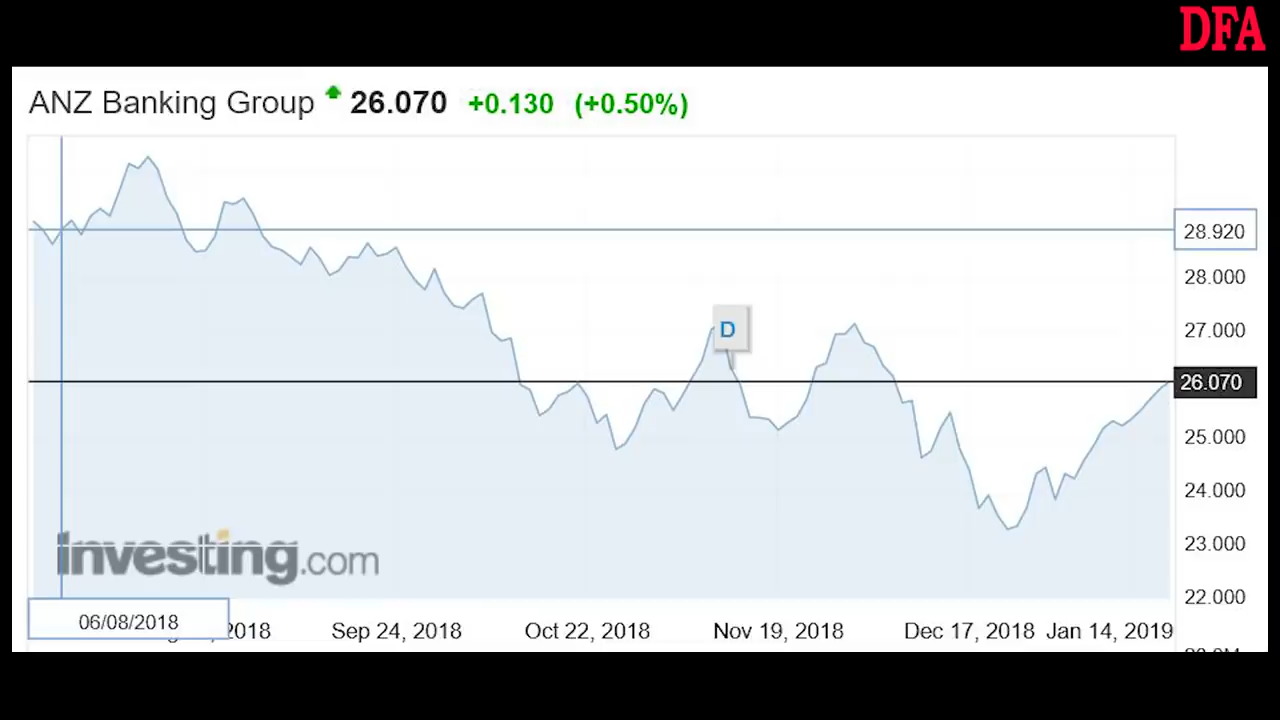 DFA
ANZ Banking Group 26.070 +0.130 (+0.50%)
28.920
28.000
27.000
D
26.070
25.000
24.000
23.000
22.000
investing.com
06/08/2018
2018 Sep 24, 2018 Oct 22, 2018 Nov 19, 2018 Dec 17, 2018 Jan 14, 2019